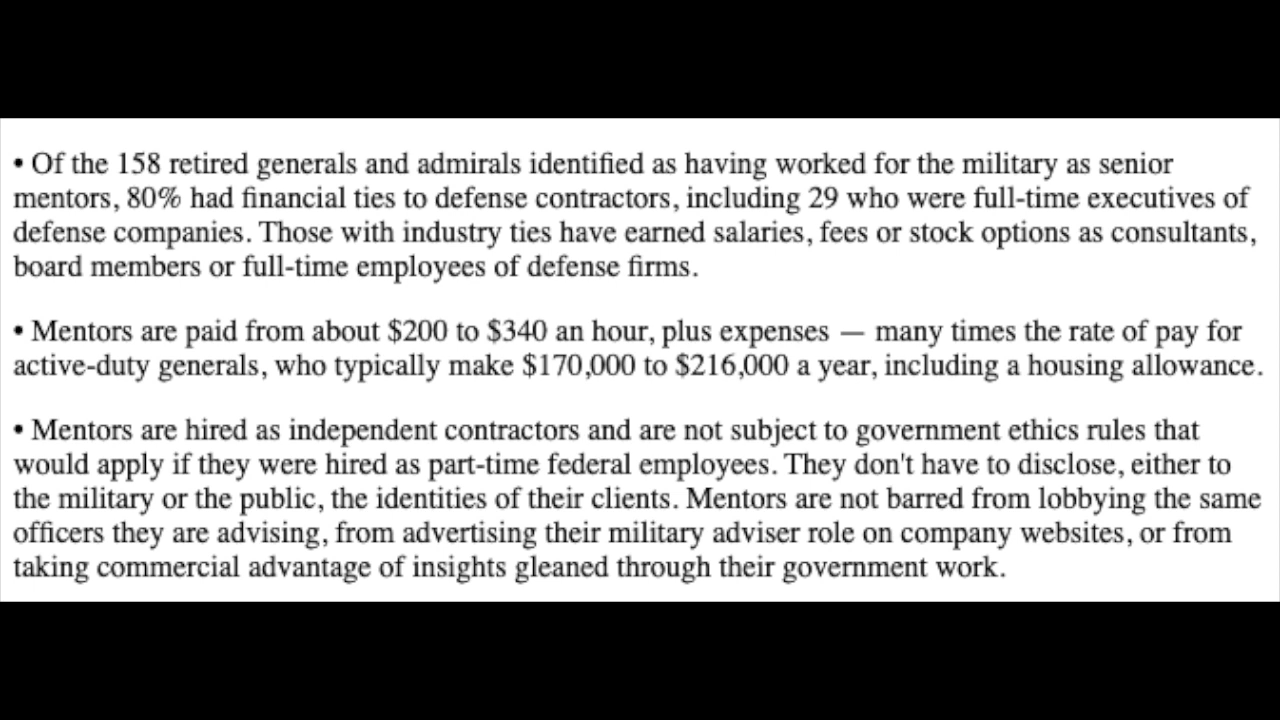 • Of the 158 retired generals and admirals identified as having worked for the military as senior
mentors, 80% had financial ties to defense contractors, including 29 who were full-time executives of
defense companies. Those with industry ties have earned salaries, fees or stock options as consultants,
board members or full-time employees of defense firms.
• Mentors are paid from about $200 to $340 an hour, plus expenses — many times the rate of pay for
active-duty generals, who typically make $170,000 to $216,000 a year, including a housing allowance.
• Mentors are hired as independent contractors and are not subject to government ethics rules that
would apply if they were hired as part-time federal employees. They don't have to disclose, either to
the military or the public, the identities of their clients. Mentors are not barred from lobbying the same
officers they are advising, from advertising their military adviser role on company websites, or from
taking commercial advantage of insights gleaned through their government work.